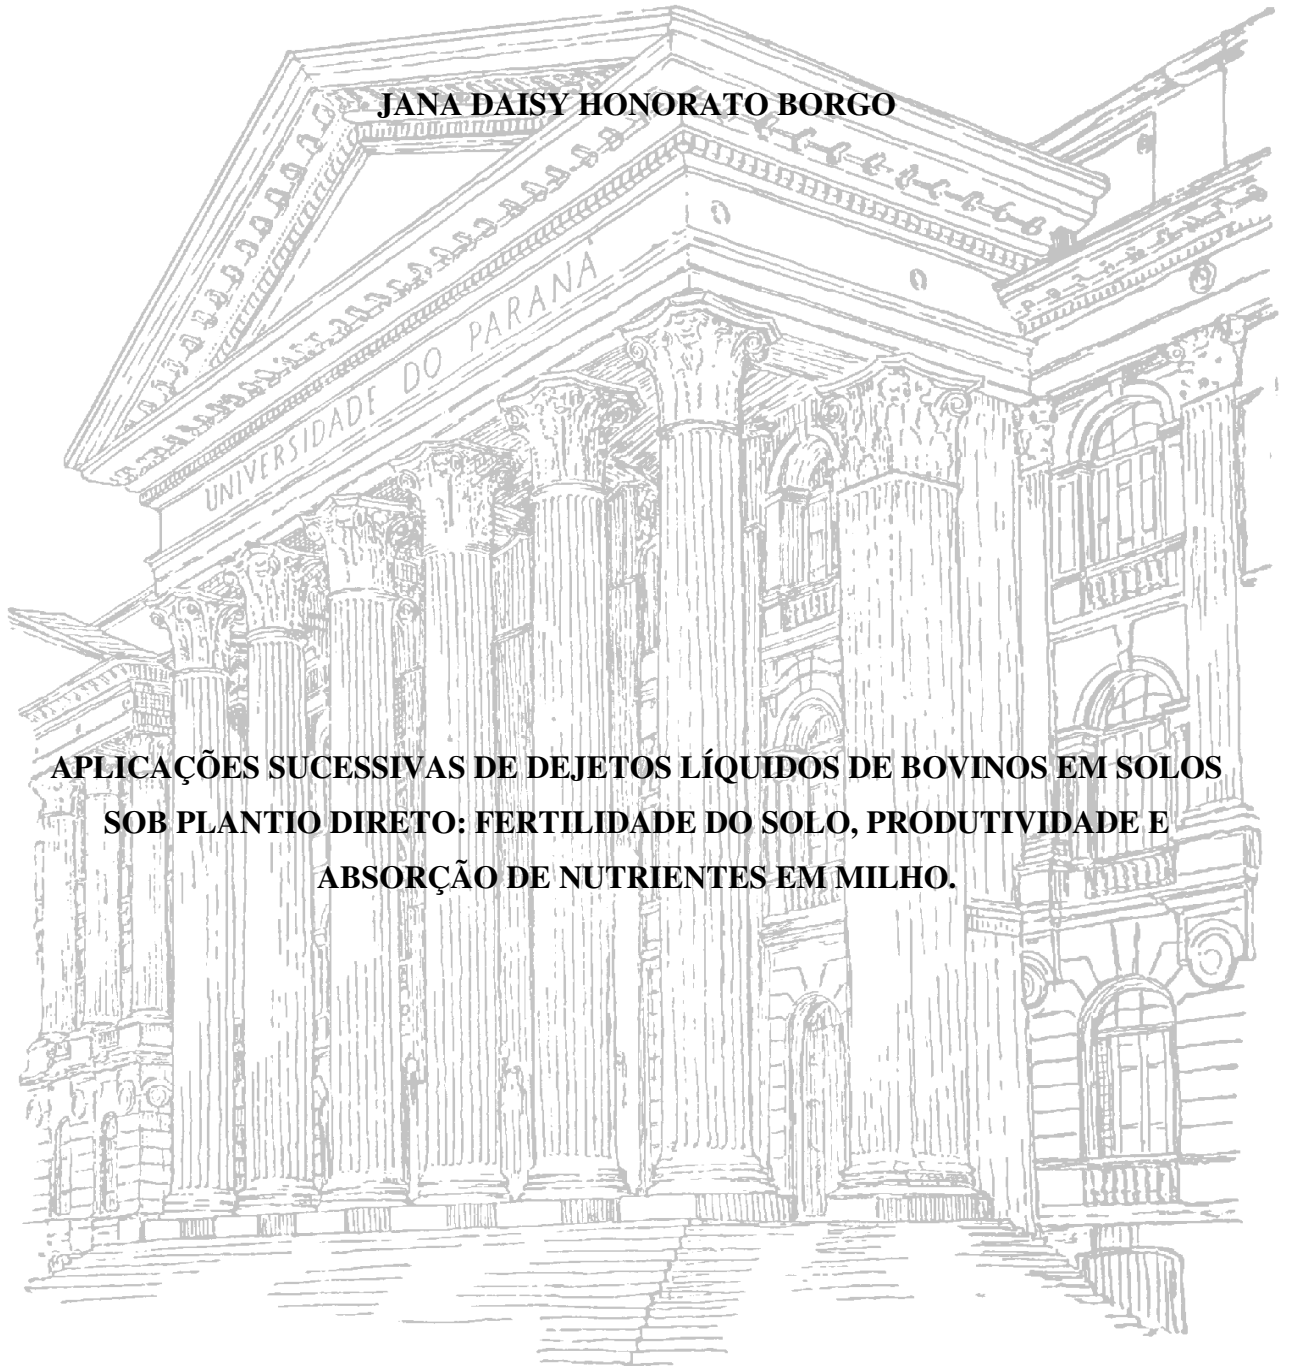 JANA DAISY HONORATO BORGO
UNIVERSIDADE DO PARANÁ
APLICAÇÕES SUCESSIVAS DE DEJETOS LÍQUIDOS DE BOVINOS EM SOLOS
SOB PLANTIO DIRETO: FERTILIDADE DO SOLO, PRODUTIVIDADE E
ABSORÇÃO DE NUTRIENTES EM MILHO.